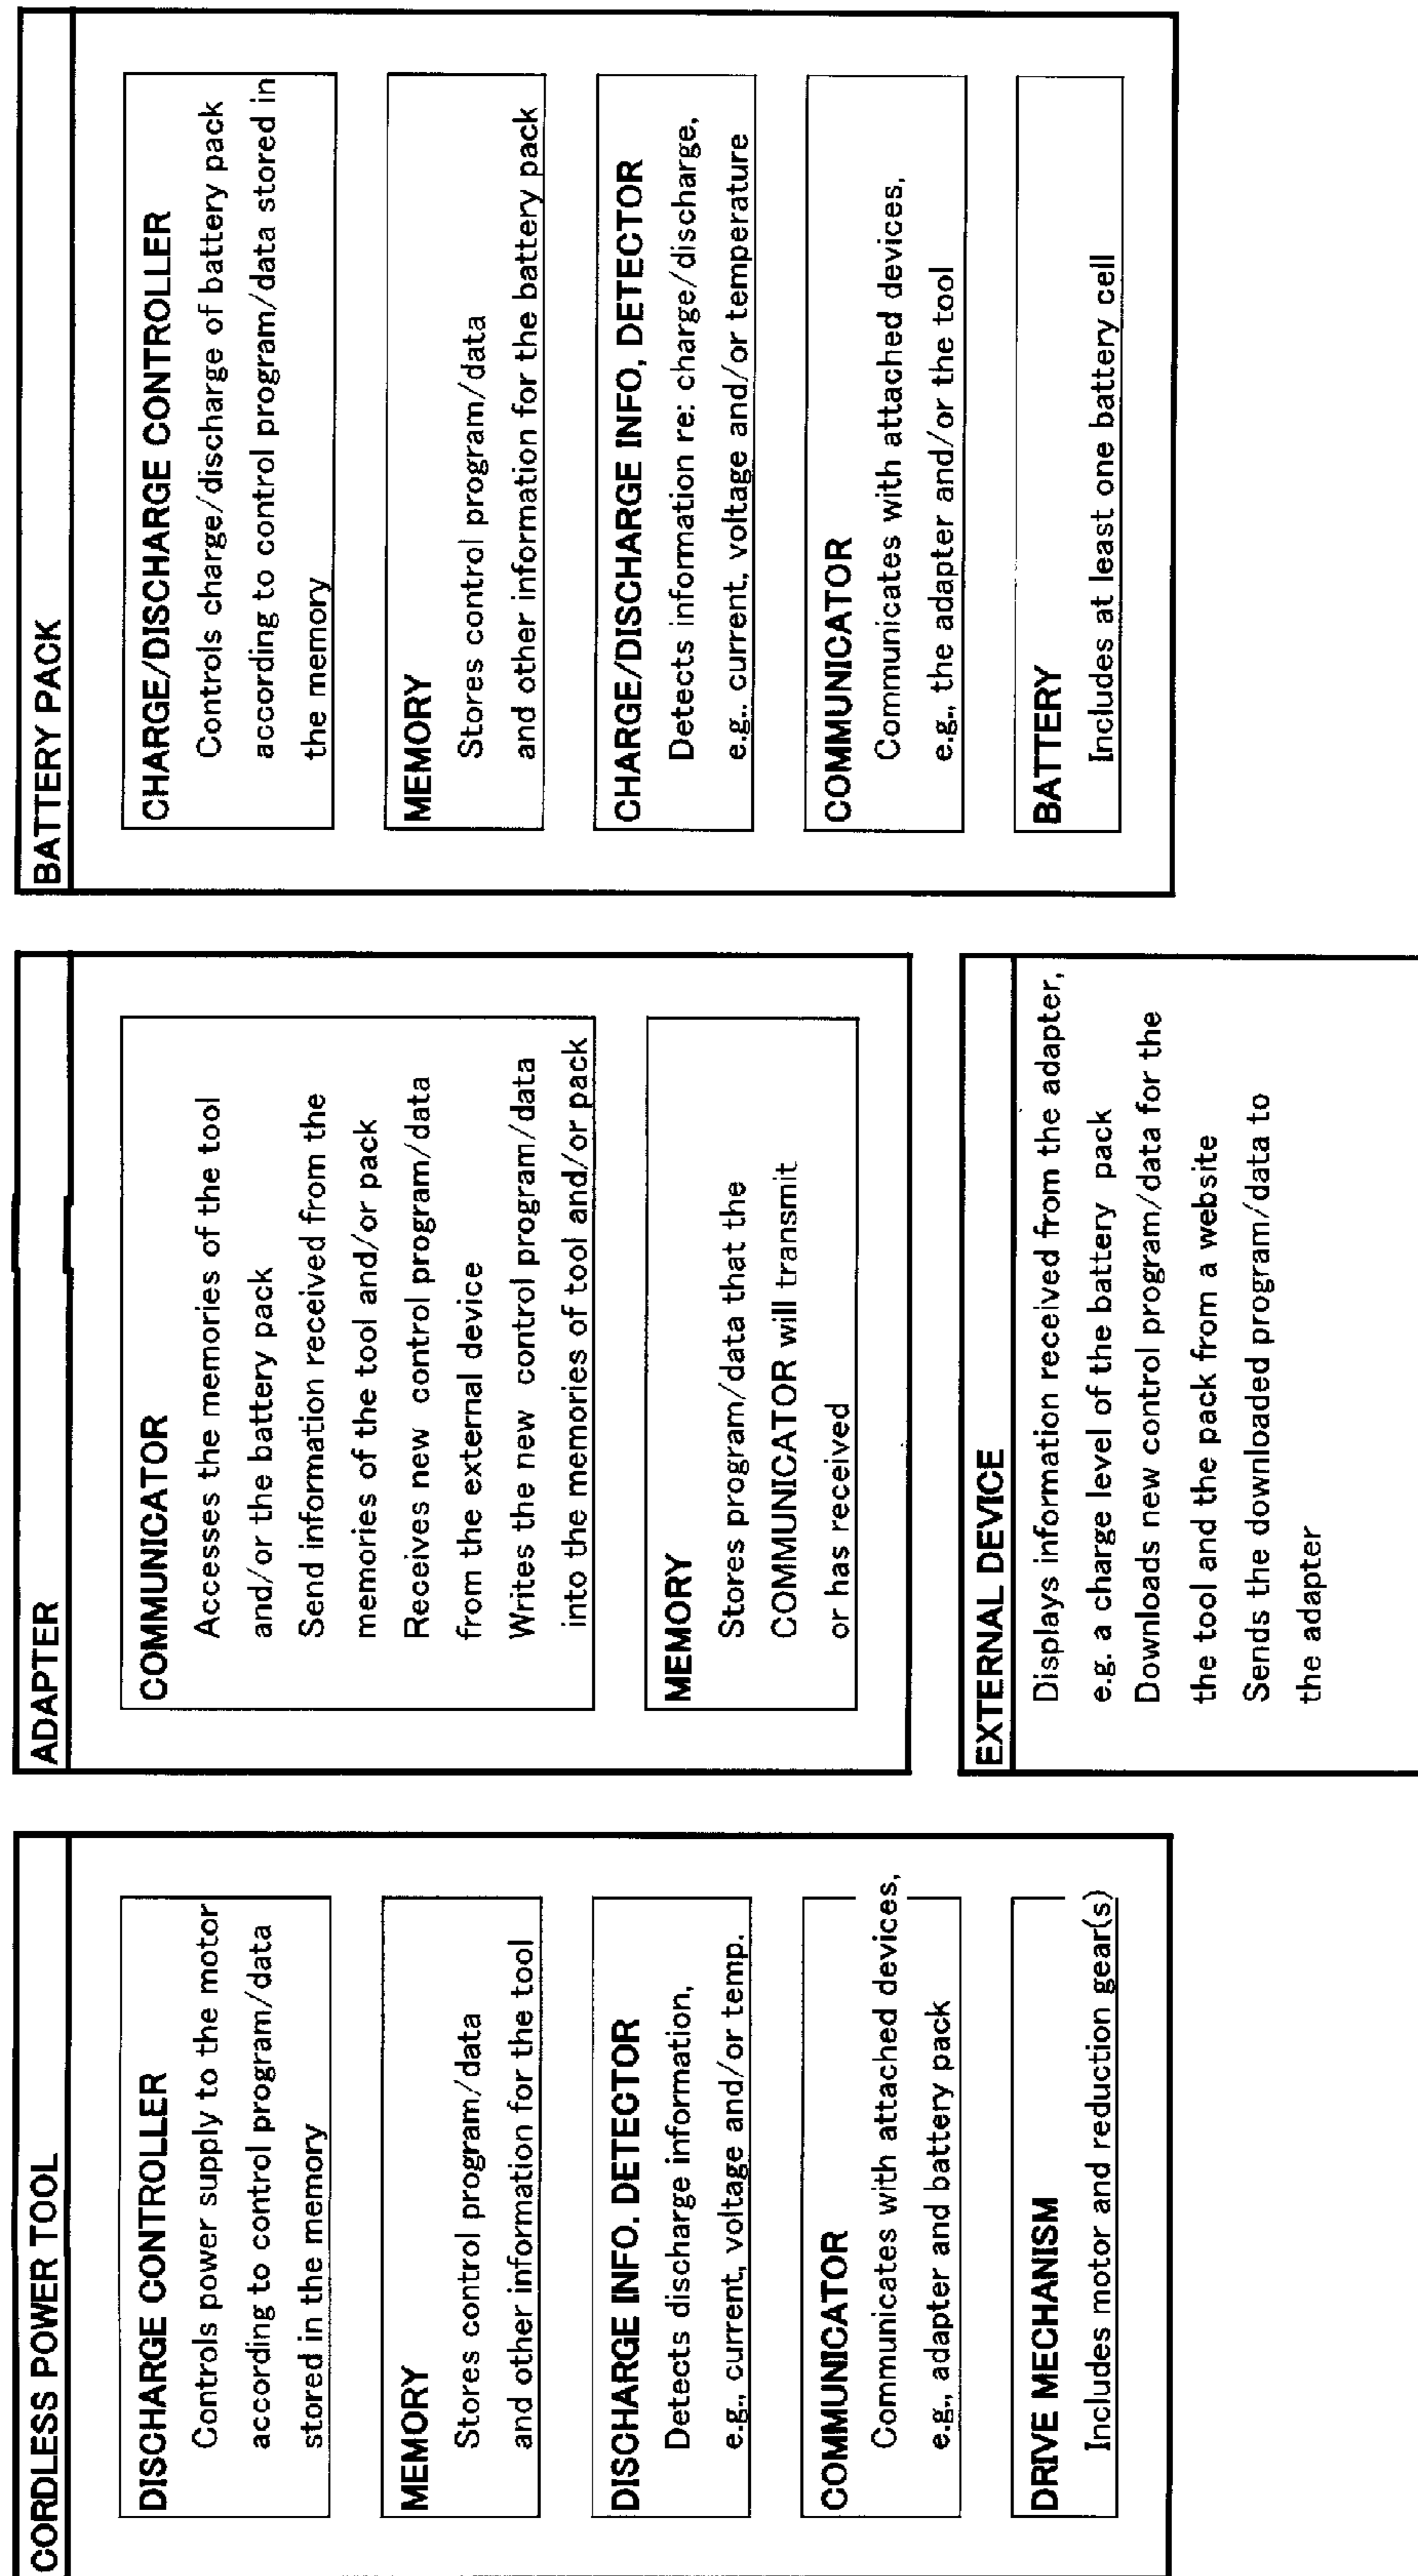 CORDLESS POWER TOOL
DISCHARGE CONTROLLER
Controls power supply to the motor
according to control program/data
stored in the memory
MEMORY
Stores control program/data
and other information for the tool
DISCHARGE INFO. DETECTOR
Detects discharge information,
e.g., current, voltage and/or temp.
COMMUNICATOR
Communicates with attached devices,
e.g., adapter and battery pack
DRIVE MECHANISM
Includes motor and reduction gear(s)
ADAPTER
COMMUNICATOR
Accesses the memories of the tool
and/or the battery pack
Send information received from the
memories of the tool and/or pack
Receives new control program/data
from the external device
Writes the new control program/data
into the memories of tool and/or pack
MEMORY
Stores program/data that the
COMMUNICATOR will transmit
or has received
EXTERNAL DEVICE
Displays information received from the adapter,
e.g. a charge level of the battery pack
Downloads new control program/data for the
the tool and the pack from a website
Sends the downloaded program/data to
the adapter
BATTERY PACK
CHARGE/DISCHARGE CONTROLLER
Controls charge/discharge of battery pack
according to control program/data stored in
the memory
MEMORY
Stores control program/data
and other information for the battery pack
CHARGE/DISCHARGE INFO, DETECTOR
Detects information re: charge/discharge,
e.g., current, voltage and/or temperature
COMMUNICATOR
Communicates with attached devices,
e.g., the adapter and/or the tool
BATTERY
Includes at least one battery cell